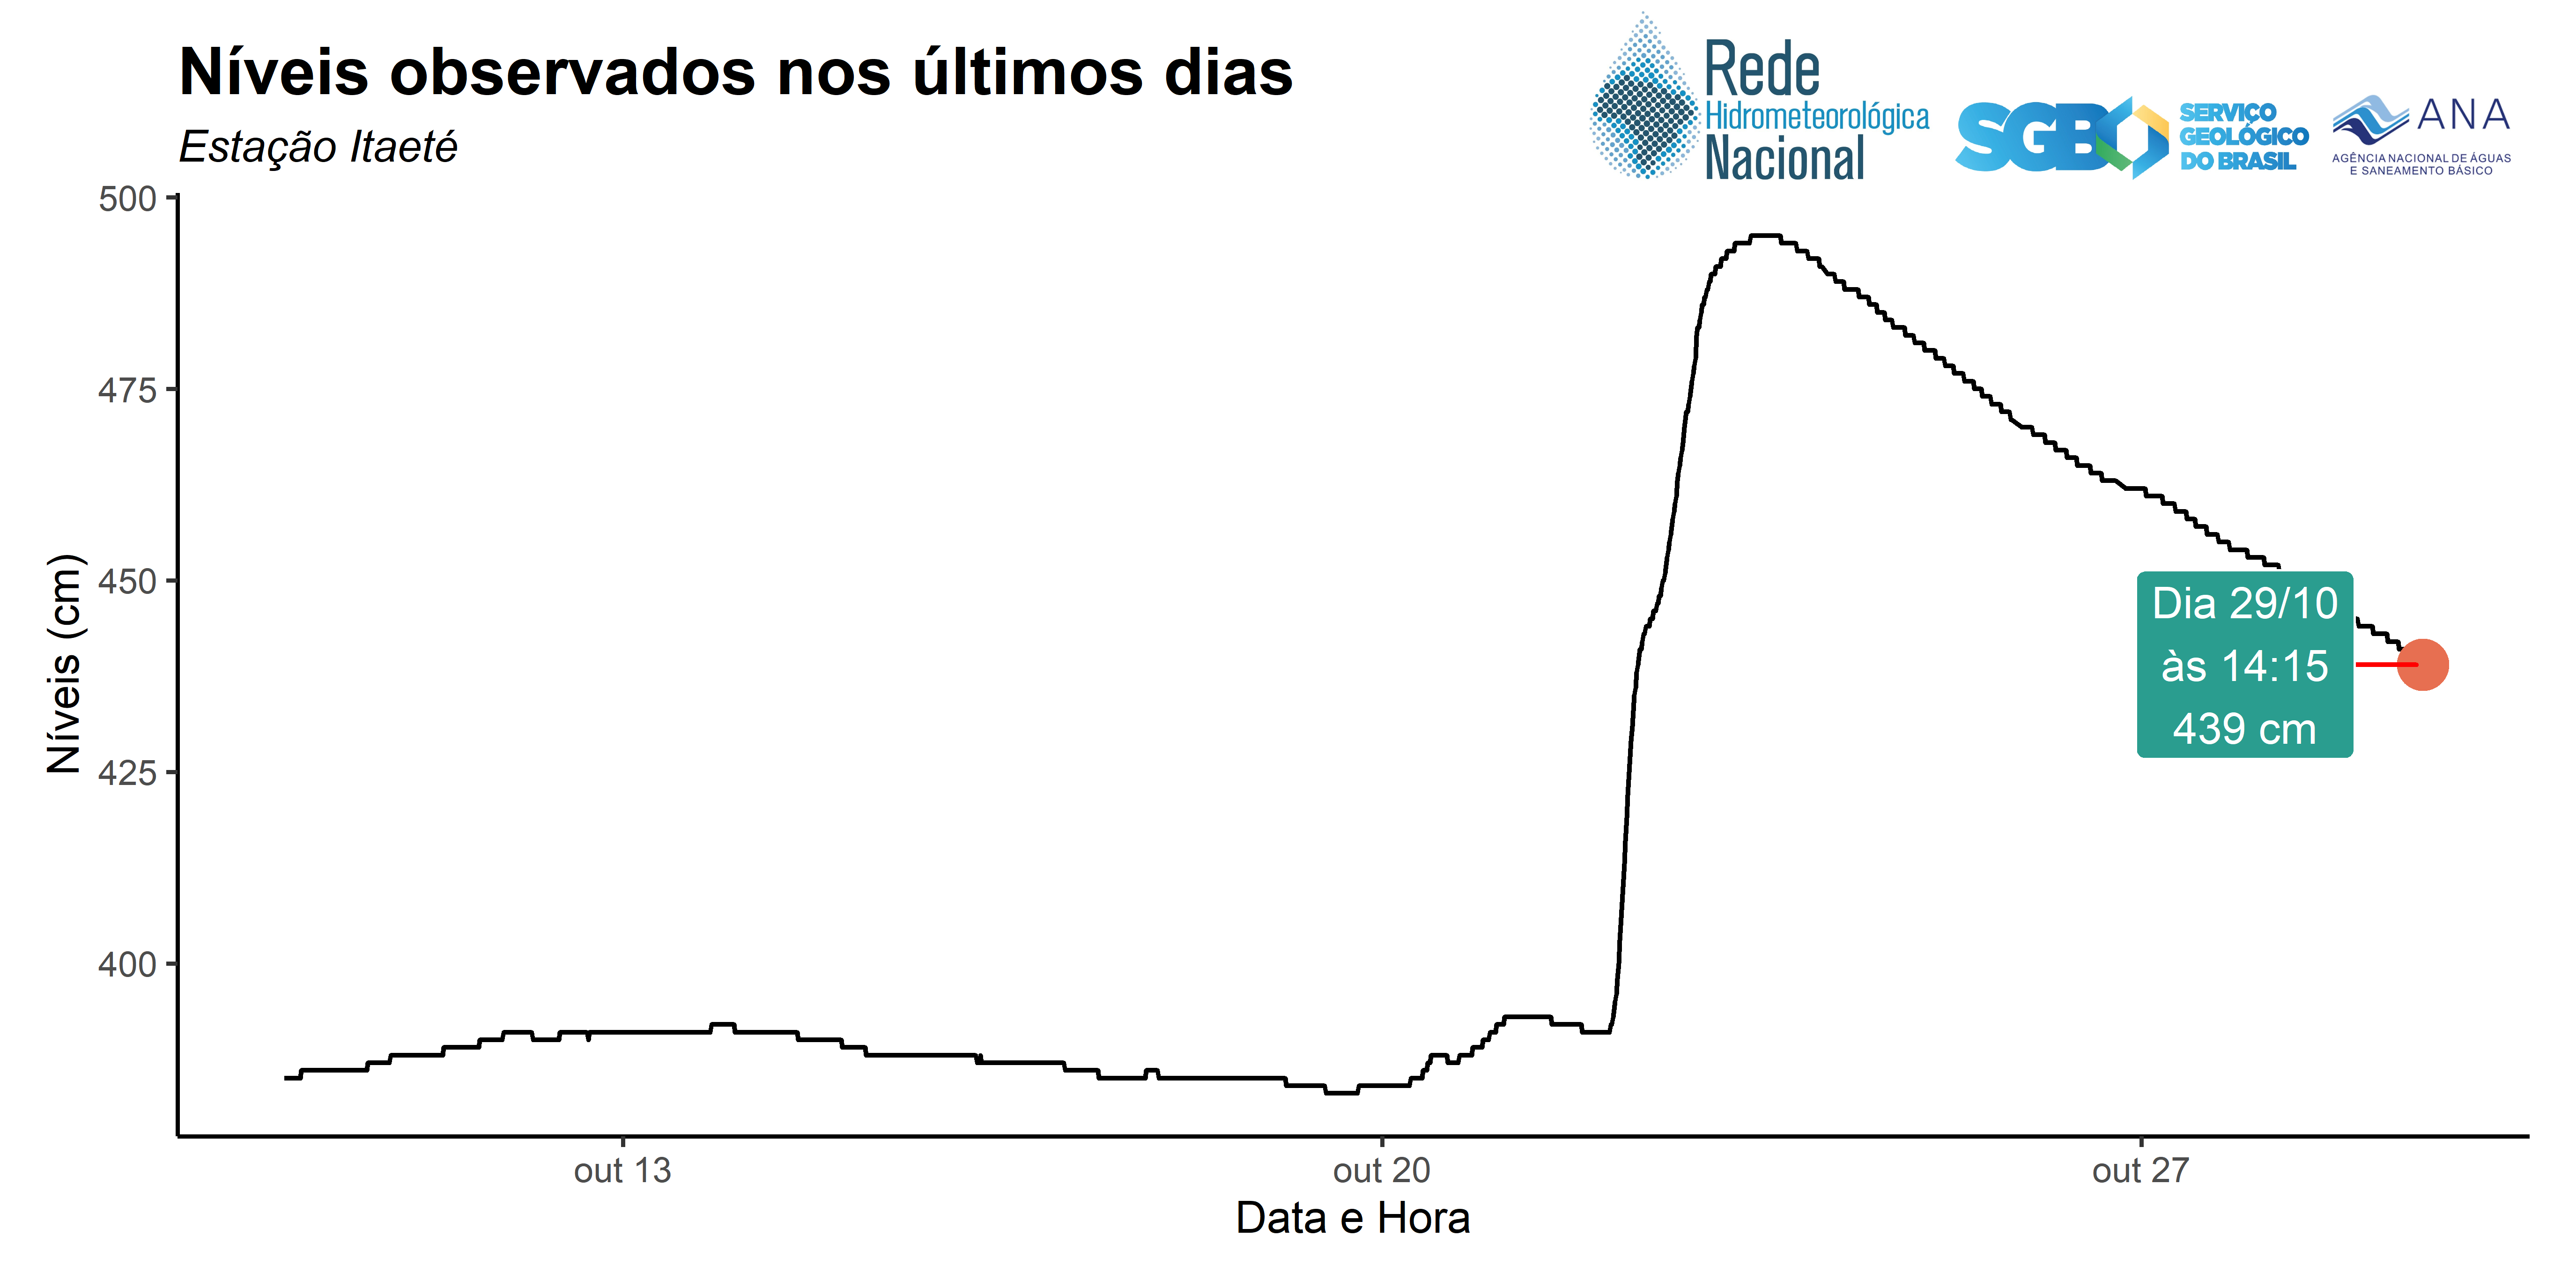 Níveis observados nos últimos dias
Estação Itaeté
Rede
Hidrometeorológica
Nacional
SGB
SERVIÇO
GEOLÓGICO
DO BRASIL
ANA
AGÊNCIA NACIONAL DE ÁGUAS
E SANEAMENTO BÁSICO
Níveis (cm)
500
475
450
425
400
Dia 29/10
às 14:15
439 cm
out 13
out 20
out 27
Data e Hora